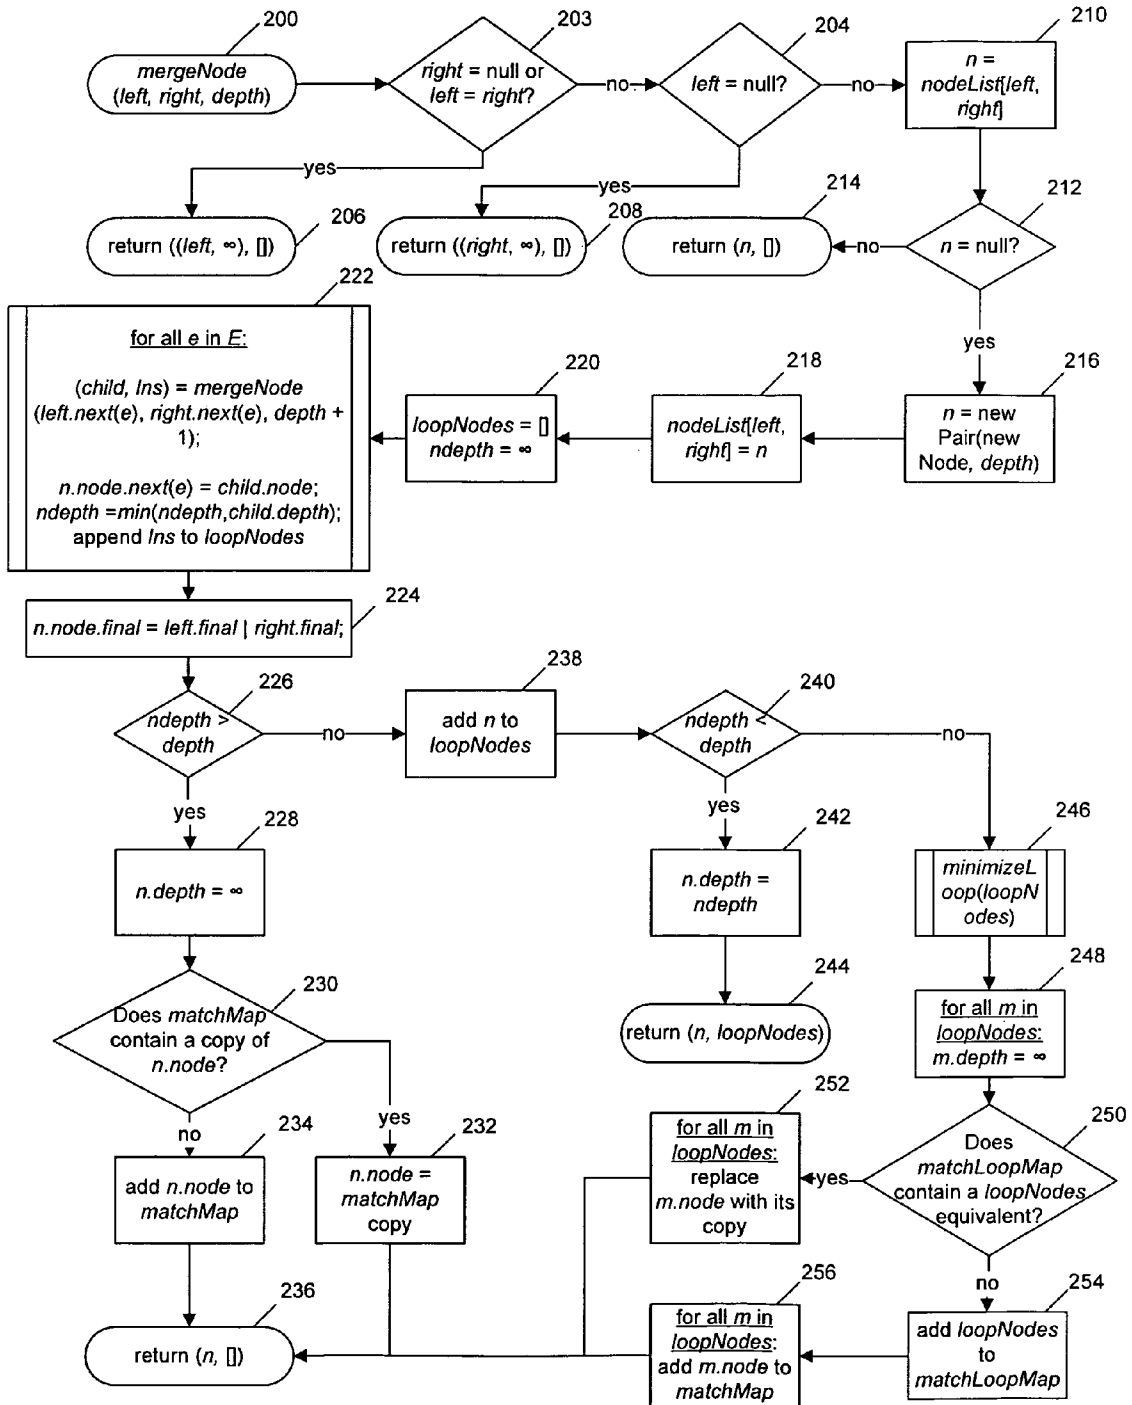 200
mergeNode
(left, right, depth)
203
right = null or
left = right?
no
204
left = null?
no
210
n =
nodeList[left,
right]
yes
yes
206
return ((left, ∞), [])
208
return ((right, ∞), [])
214
return (n, [])
no
212
n = null?
yes
222
for all e in E:
(child, lns) = mergeNode
(left.next(e), right.next(e), depth +
1);
n.node.next(e) = child.node;
ndepth =min(ndepth,child.depth);
append lns to loopNodes
220
loopNodes = []
ndepth = ∞
218
nodeList[left,
right] = n
216
n = new
Pair(new
Node, depth)
224
n.node.final = left.final | right.final;
226
ndepth >
depth
no
238
add n to
loopNodes
240
ndepth <
depth
no
yes
yes
228
n.depth = ∞
242
n.depth =
ndepth
246
minimizeL
oop(loopN
odes)
230
Does matchMap
contain a copy of
n.node?
244
return (n, loopNodes)
248
for all m in
loopNodes:
m.depth = ∞
no
yes
234
add n.node to
matchMap
232
n.node =
matchMap
copy
252
for all m in
loopNodes:
replace
m.node with its
copy
yes
250
Does
matchLoopMap
contain a loopNodes
equivalent?
no
236
return (n, [])
256
for all m in
loopNodes:
add m.node to
matchMap
254
add loopNodes
to
matchLoopMap